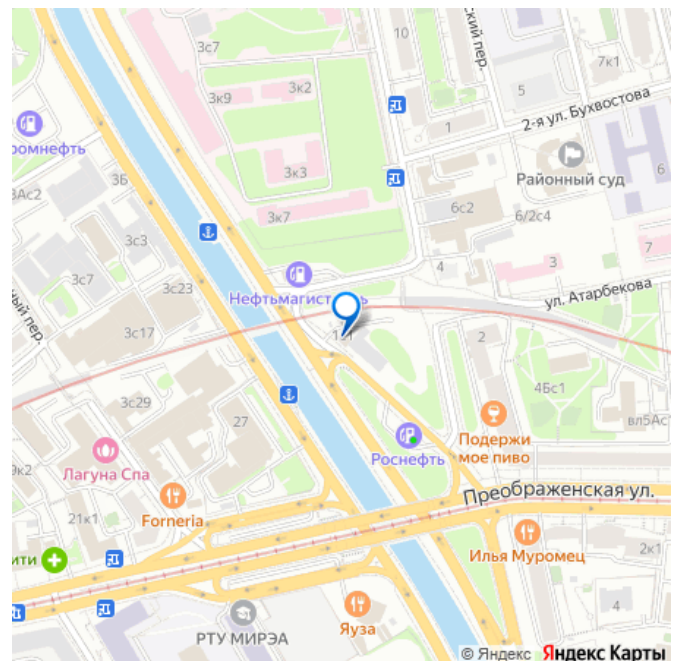 3с7
10
ский пер.
7к1
3к9
3к2
5
2-я ул. Бухвостова
1
ромнефть
Районный суд
6
3к3
3Б
3Ас2
6с2
6/2с4
3к7
3с3
7
3
4
3с7
Нефтьмагистраль
3с23
ул. Атарбекова
ный пер.
3с17
2
4Бс1
3с29
27
вл5Ас1
Подержи
мое пиво
Роснефть
9к2
Лагуна Спа
Преображенская ул.
Forneria
21к1
Илья Муромец
2к1
ити
4
РТУ МИРЭА
Яуза
© Яндекс Яндекс Карты